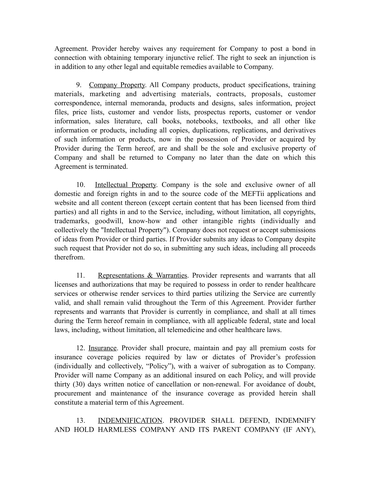 Agreement. Provider hereby waives any requirement for Company to post a bond in
connection with obtaining temporary injunctive relief. The right to seek an injunction is
in addition to any other legal and equitable remedies available to Company.
9. Company Property. All Company products, product specifications, training
materials, marketing and advertising materials, contracts, proposals, customer
correspondence, internal memoranda, products and designs, sales information, project
files, price lists, customer and vendor lists, prospectus reports, customer or vendor
information, sales literature, call books, notebooks, textbooks, and all other like
information or products, including all copies, duplications, replications, and derivatives
of such information or products, now in the possession of Provider or acquired by
Provider during the Term hereof, are and shall be the sole and exclusive property of
Company and shall be returned to Company no later than the date on which this
Agreement is terminated.
10. Intellectual Property. Company is the sole and exclusive owner of all
domestic and foreign rights in and to the source code of the MEFTii applications and
website and all content thereon (except certain content that has been licensed from third
parties) and all rights in and to the Service, including, without limitation, all copyrights,
trademarks, goodwill, know-how and other intangible rights (individually and
collectively the "Intellectual Property"). Company does not request or accept submissions
of ideas from Provider or third parties. If Provider submits any ideas to Company despite
such request that Provider not do so, in submitting any such ideas, including all proceeds
therefrom.
11. Representations & Warranties. Provider represents and warrants that all
licenses and authorizations that may be required to possess in order to render healthcare
services or otherwise render services to third parties utilizing the Service are currently
valid, and shall remain valid throughout the Term of this Agreement. Provider further
represents and warrants that Provider is currently in compliance, and shall at all times
during the Term hereof remain in compliance, with all applicable federal, state and local
laws, including, without limitation, all telemedicine and other healthcare laws.
12. Insurance. Provider shall procure, maintain and pay all premium costs for
insurance coverage policies required by law or dictates of Provider's profession
(individually and collectively, “Policy”), with a waiver of subrogation as to Company.
Provider will name Company as an additional insured on each Policy, and will provide
thirty (30) days written notice of cancellation or non-renewal. For avoidance of doubt,
procurement and maintenance of the insurance coverage as provided herein shall
constitute a material term of this Agreement.
13. INDEMNIFICATION. PROVIDER SHALL DEFEND, INDEMNIFY
AND HOLD HARMLESS COMPANY AND ITS PARENT COMPANY (IF ANY),